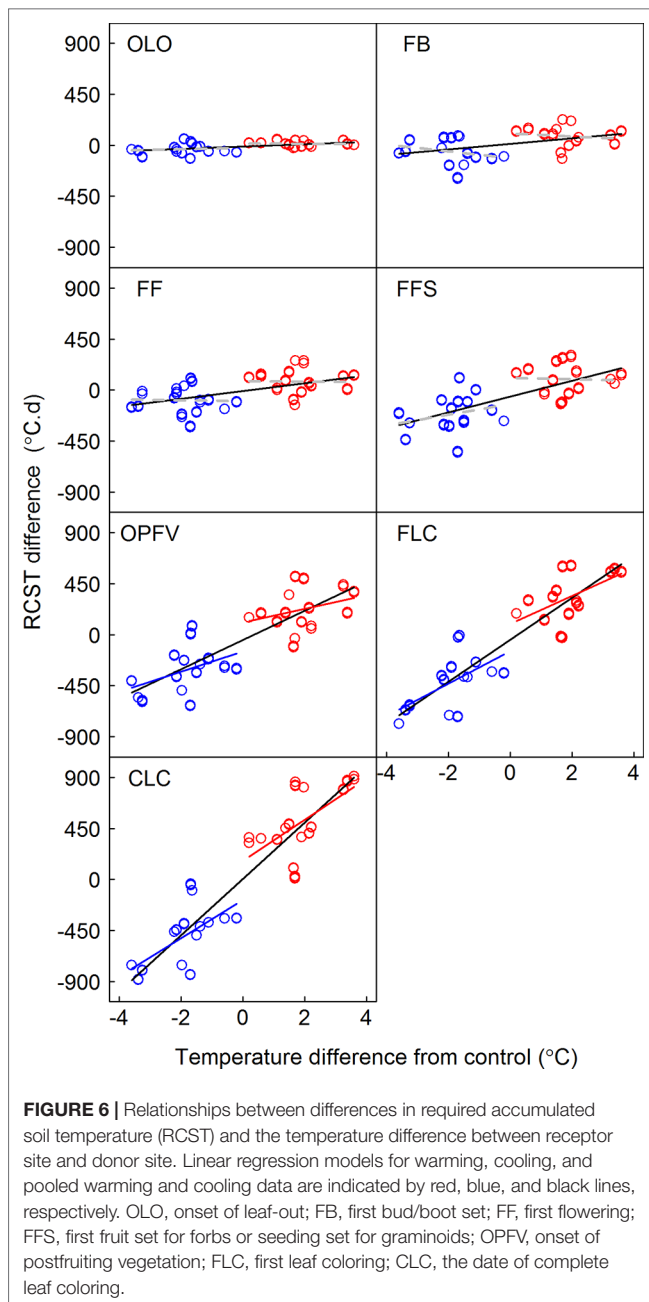 OLO FB
900
450
0
-450
-900
FF FFS
900
450
0
-450
-900
OPFV FLC
900
450
0
-450
-900
-4 -2 0 2 4
CLC
900
450
0
-450
-900
-4 -2 0 2 4
RCST difference (°C.d)
Temperature difference from control (°C)
FIGURE 6 | Relationships between differences in required accumulated
soil temperature (RCST) and the temperature difference between receptor
site and donor site. Linear regression models for warming, cooling, and
pooled warming and cooling data are indicated by red, blue, and black lines,
respectively. OLO, onset of leaf-out; FB, first bud/boot set; FF, first flowering;
FFS, first fruit set for forbs or seeding set for graminoids; OPFV, onset of
postfruiting vegetation; FLC, first leaf coloring; CLC, the date of complete
leaf coloring.